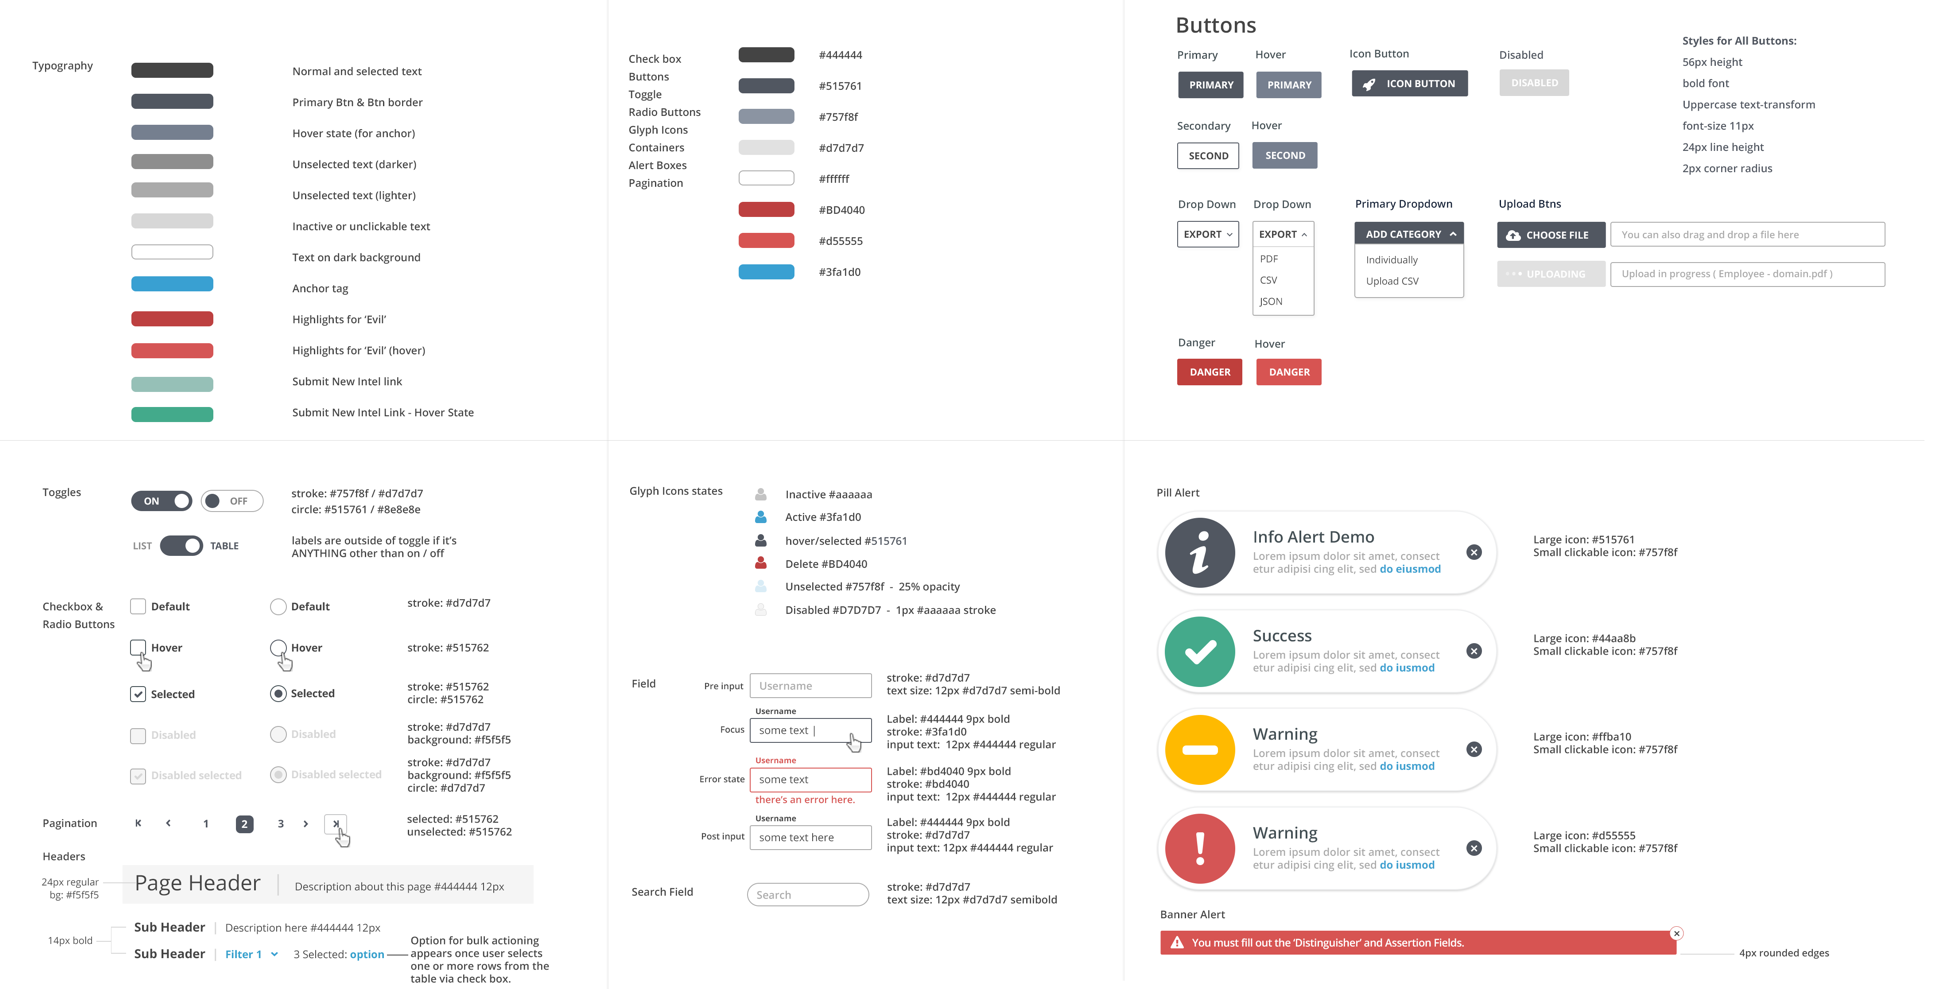 Typography
Normal and selected text
Primary Btn & Btn border
Hover state (for anchor)
Unselected text (darker)
Unselected text (lighter)
Inactive or unclickable text
Text on dark background
Anchor tag
Highlights for ‘Evil’
Highlights for ‘Evil’ (hover)
Submit New Intel link
Submit New Intel Link - Hover State
Check box
Buttons
Toggle
Radio Buttons
Glyph Icons
Containers
Alert Boxes
Pagination
#444444
#515761
#757f8f
#d7d7d7
#ffffff
#BD4040
#d55555
#3fa1d0
Buttons
Primary
Hover
Icon Button
Disabled
PRIMARY
PRIMARY
ICON BUTTON
DISABLED
Secondary
Hover
SECOND
SECOND
Drop Down
Drop Down
Primary Dropdown
Upload Btns
EXPORT
EXPORT
PDF
CSV
JSON
ADD CATEGORY
Individually
Upload CSV
CHOOSE FILE
You can also drag and drop a file here
UPLOADING
Upload in progress ( Employee - domain.pdf )
Danger
Hover
DANGER
DANGER
Styles for All Buttons:
56px height
bold font
Uppercase text-transform
font-size 11px
24px line height
2px corner radius
Toggles
ON
OFF
stroke: #757f8f / #d7d7d7
circle: #515761 / #8e8e8e
LIST
TABLE
labels are outside of toggle if it's
ANYTHING other than on / off
Checkbox &
Radio Buttons
Default
Default
stroke: #d7d7d7
Hover
Hover
stroke: #515762
Selected
Selected
stroke: #515762
circle: #515762
Disabled
Disabled
stroke: #d7d7d7
background: #f5f5f5
Disabled selected
Disabled selected
stroke: #d7d7d7
background: #f5f5f5
circle: #d7d7d7
Pagination
1
2
3
selected: #515762
unselected: #515762
Headers
24px regular
bg: #f5f5f5
Page Header
Description about this page #444444 12px
14px bold
Sub Header
Description here #444444 12px
Sub Header
Filter 1
3 Selected: option
Option for bulk actioning
appears once user selects
one or more rows from the
table via check box.
Glyph Icons states
Inactive #aaaaaa
Active #3fa1d0
hover/selected #515761
Delete #BD4040
Unselected #757f8f - 25% opacity
Disabled #D7D7D7 - 1px #aaaaaa stroke
Field
Pre input
Username
stroke: #d7d7d7
text size: 12px #d7d7d7 semi-bold
Username
Focus
some text |
Label: #444444 9px bold
stroke: #3fa1d0
input text: 12px #444444 regular
Username
Error state
some text
there's an error here.
Label: #bd4040 9px bold
stroke: #bd4040
input text: 12px #444444 regular
Username
Post input
some text here
Label: #444444 9px bold
stroke: #d7d7d7
input text: 12px #444444 regular
Search Field
Search
stroke: #d7d7d7
text size: 12px #d7d7d7 semibold
Pill Alert
Info Alert Demo
Lorem ipsum dolor sit amet, consect
etur adipisi cing elit, sed do eiusmod
Large icon: #515761
Small clickable icon: #757f8f
Success
Lorem ipsum dolor sit amet, consect
etur adipisi cing elit, sed do iusmod
Large icon: #44aa8b
Small clickable icon: #757f8f
Warning
Lorem ipsum dolor sit amet, consect
etur adipisi cing elit, sed do iusmod
Large icon: #ffba10
Small clickable icon: #757f8f
Warning
Lorem ipsum dolor sit amet, consect
etur adipisi cing elit, sed do iusmod
Large icon: #d55555
Small clickable icon: #757f8f
Banner Alert
You must fill out the ‘Distinguisher’ and Assertion Fields.
4px rounded edges